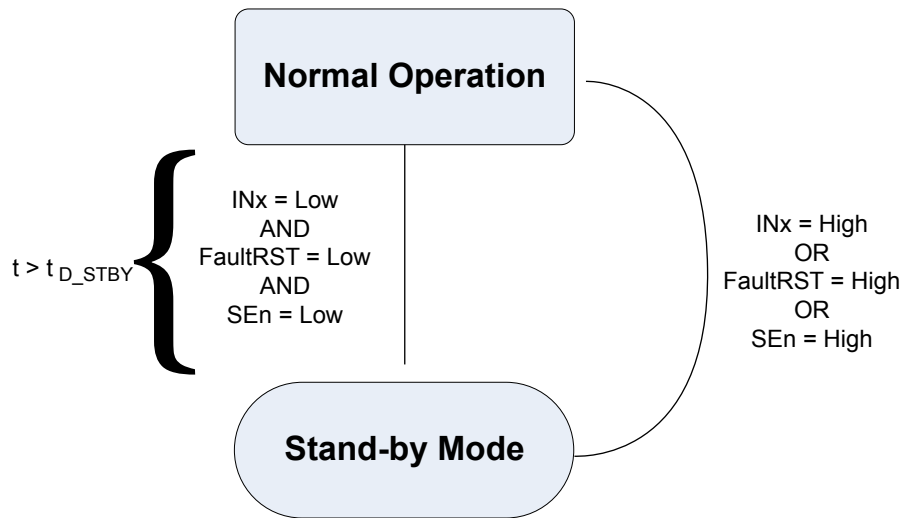 Normal Operation
INx = Low
AND
FaultRST = Low
AND
SEn = Low
t > t D_STBY
INx = High
OR
FaultRST = High
OR
SEn = High
Stand-by Mode